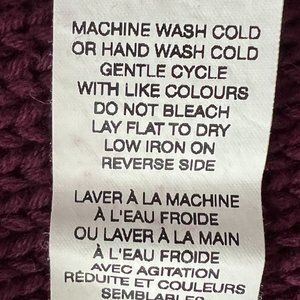 MACHINE WASH COLD
OR HAND WASH COLD
GENTLE CYCLE
WITH LIKE COLOURS
DO NOT BLEACH
LAY FLAT TO DRY
LOW IRON ON
REVERSE SIDE
LAVER À LA MACHINE
À L'EAU FROIDE
OU LAVER À LA MAIN
À L'EAU FROIDE
AVEC AGITATION
RÉDUITE ET COULEURS
SEMBLABLES